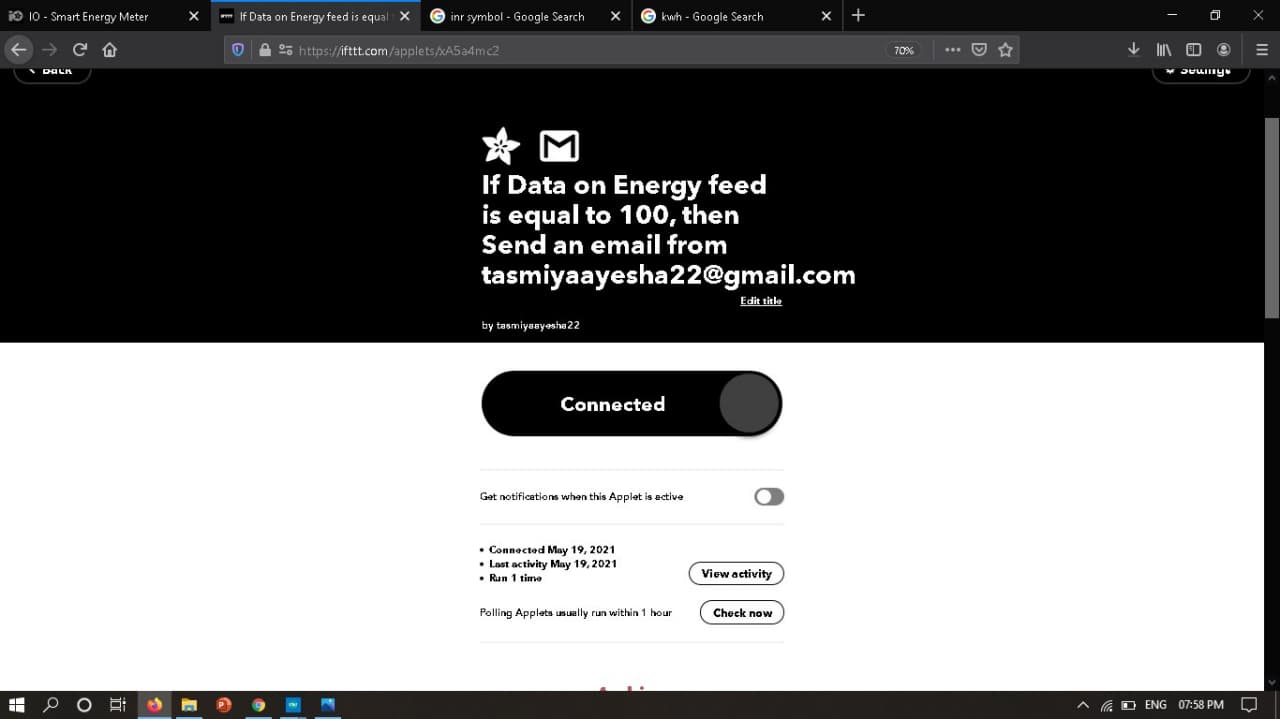 IO - Smart Energy Meter
If Data on Energy feed is equal
inr symbol - Google Search
kwh - Google Search
https://ifttt.com/applets/xA5a4mc2
70%
Back
Settings
If Data on Energy feed
is equal to 100, then
Send an email from
tasmiyaayesha22@gmail.com
Edit title
by tasmiyaayesha22
Connected
Get notifications when this Applet is active
• Connected May 19, 2021
• Last activity May 19, 2021
• Run 1 time
View activity
Polling Applets usually run within 1 hour
Check now
ENG
07:58 PM